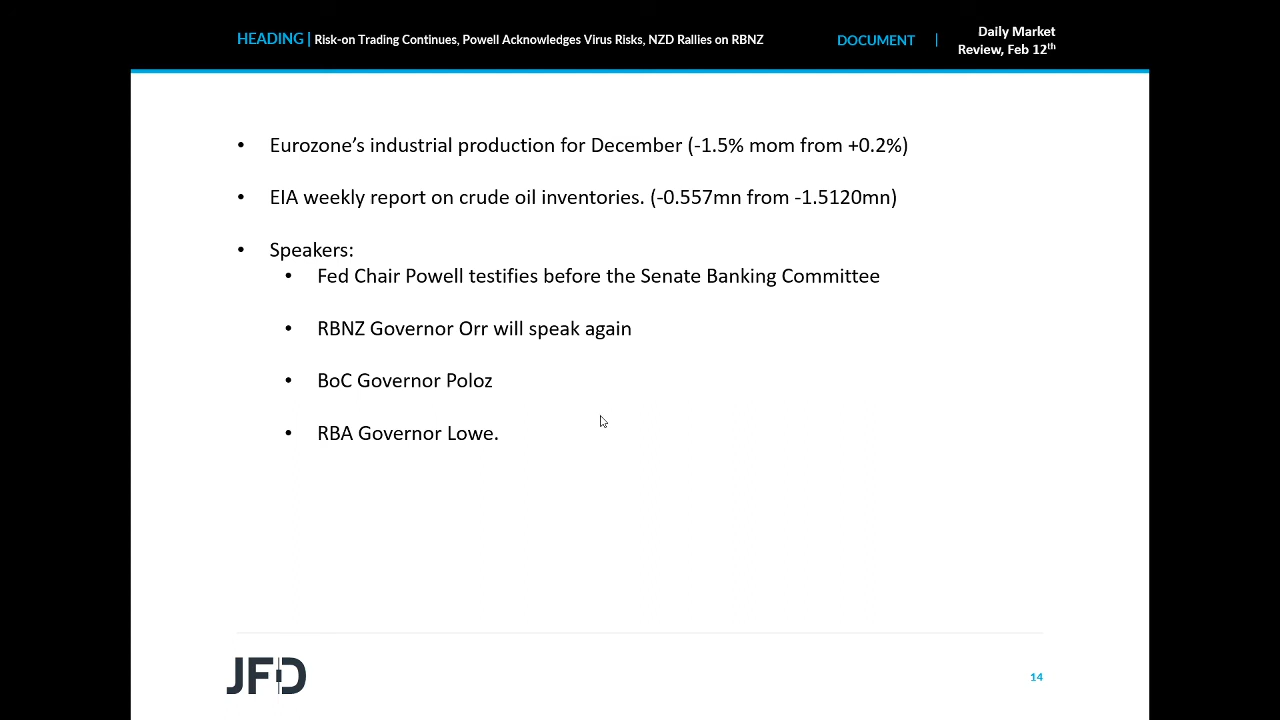 HEADING | Risk-on Trading Continues, Powell Acknowledges Virus Risks, NZD Rallies on RBNZ
DOCUMENT |
Daily Market
Review, Feb 12th
• Eurozone’s industrial production for December (-1.5% mom from +0.2%)
• EIA weekly report on crude oil inventories. (-0.557mn from -1.5120mn)
• Speakers:
• Fed Chair Powell testifies before the Senate Banking Committee
• RBNZ Governor Orr will speak again
• BoC Governor Poloz
• RBA Governor Lowe.
JFD
14